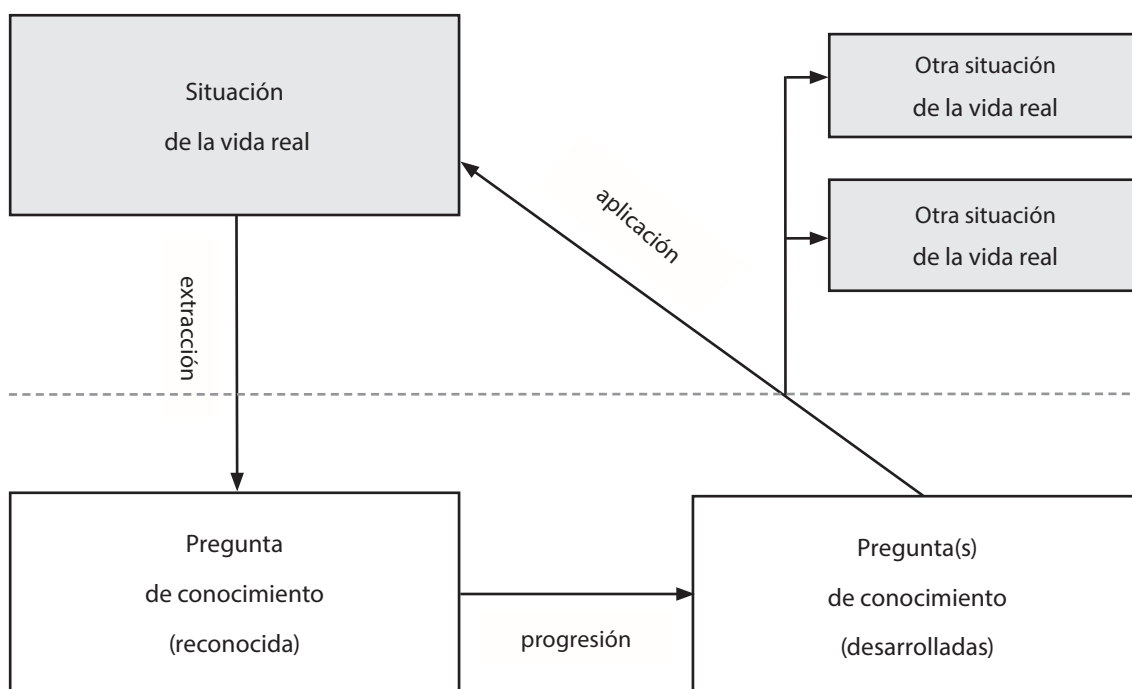 Situación
de la vida real
Otra situación
de la vida real
Otra situación
de la vida real
aplicación
extracción
Pregunta
de conocimiento
(reconocida)
progresión
Pregunta(s)
de conocimiento
(desarrolladas)